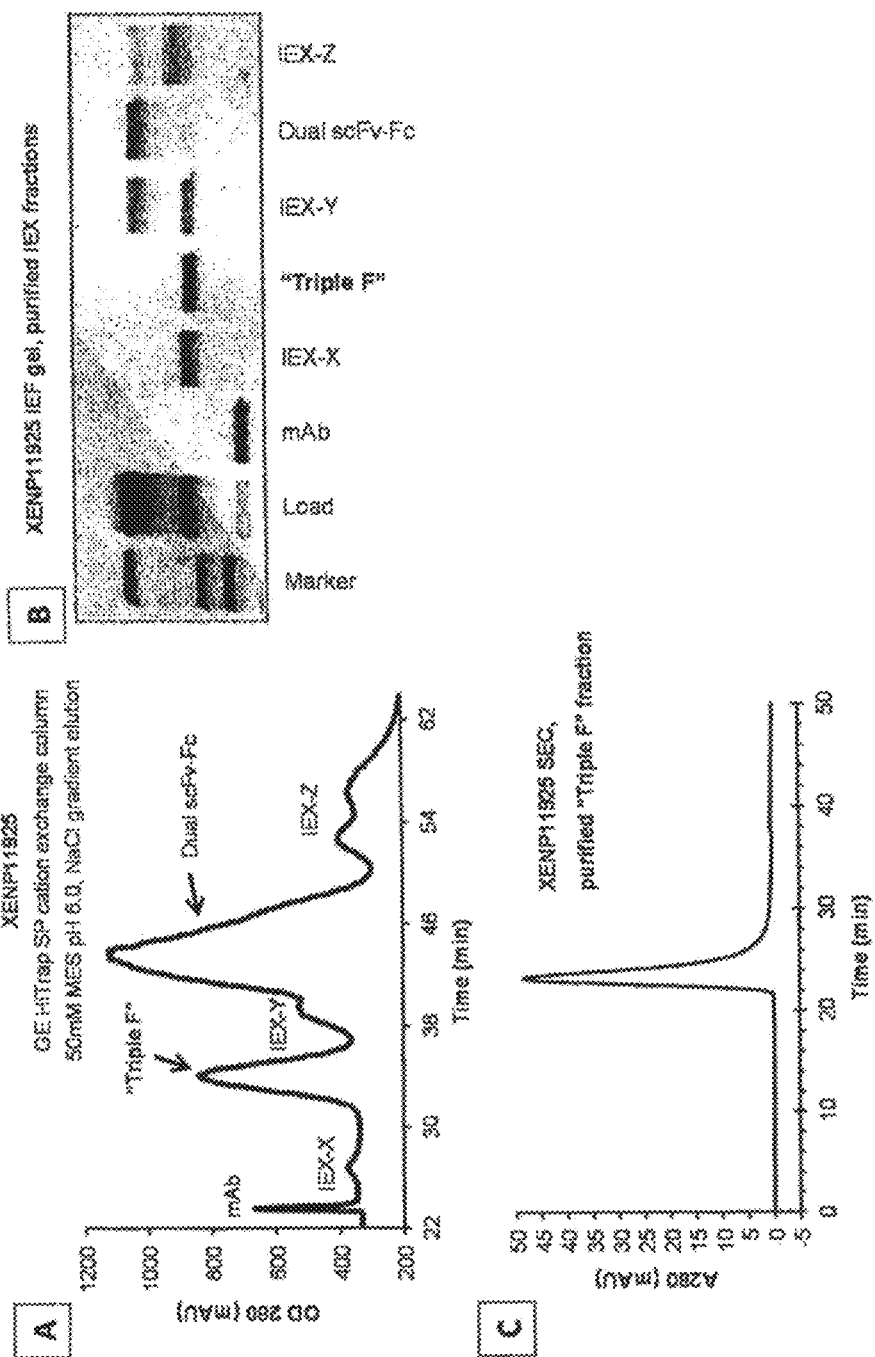 A
XENP11925
GE HiTrap SP cation exchange column
50mM MES pH 6.0, NaCl gradient elution
OD 280 (mAU)
1200
1000
800
600
400
200
mAb
IEX-X
"Triple F"
IEX-Y
Dual scFv-Fc
IEX-Z
22
30
38
46
54
62
Time (min)
B
XENP11925 IEF gel, purified IEX fractions
Marker
Load
mAb
IEX-X
"Triple F"
IEX-Y
Dual scFv-Fc
IEX-Z
C
XENP11925 SEC,
purified "Triple F" fraction
A280 (mAU)
50
45
40
35
30
25
20
15
10
5
0
-5
0
10
20
30
40
50
Time (min)